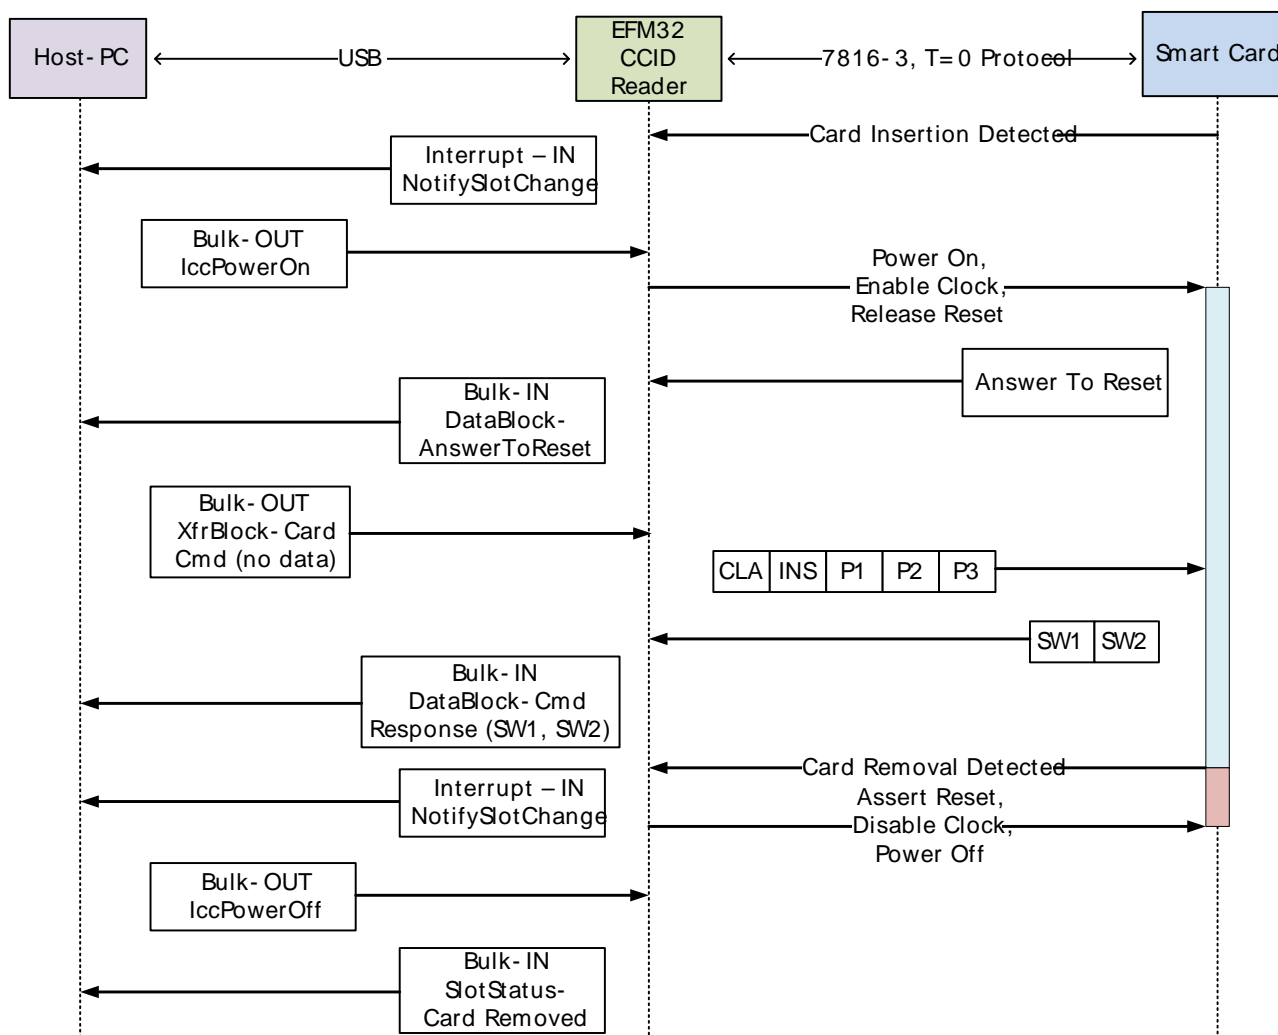 Host-PC
USB
EFM32
CCID
Reader
7816-3, T=0 Protocol
Smart Card
Card Insertion Detected
Interrupt – IN
NotifySlotChange
Bulk-OUT
IccPowerOn
Power On,
Enable Clock,
Release Reset
Answer To Reset
Bulk-IN
DataBlock-
AnswerToReset
Bulk-OUT
XfrBlock-Card
Cmd (no data)
CLA INS P1 P2 P3
SW1 SW2
Bulk-IN
DataBlock-Cmd
Response (SW1, SW2)
Card Removal Detected
Interrupt – IN
NotifySlotChange
Assert Reset,
Disable Clock,
Power Off
Bulk-OUT
IccPowerOff
Bulk-IN
SlotStatus-
Card Removed